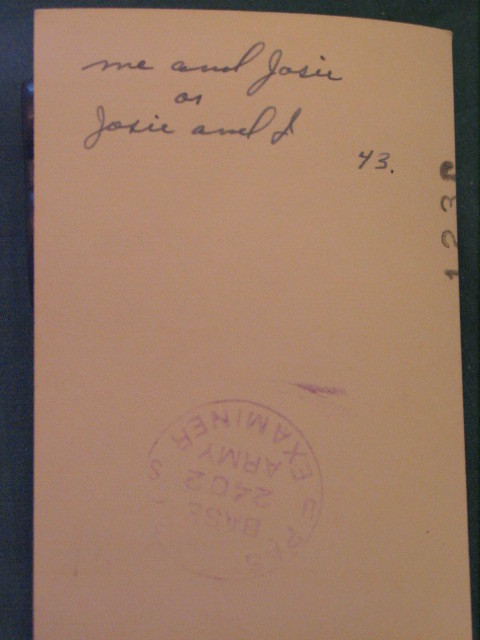 me and Josie
or
Josie and I
43.
123
BASE
2402
ARMY
EXAMINER